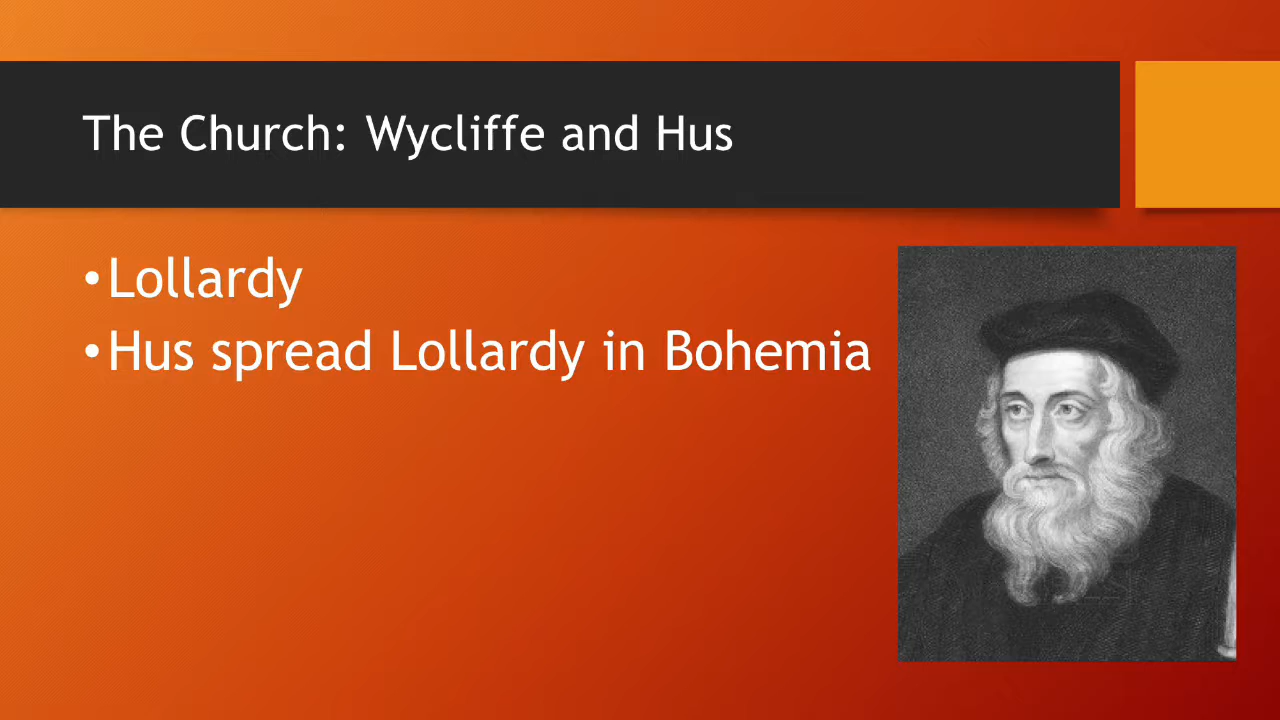 The Church: Wycliffe and Hus
•Lollardy
•Hus spread Lollardy in Bohemia